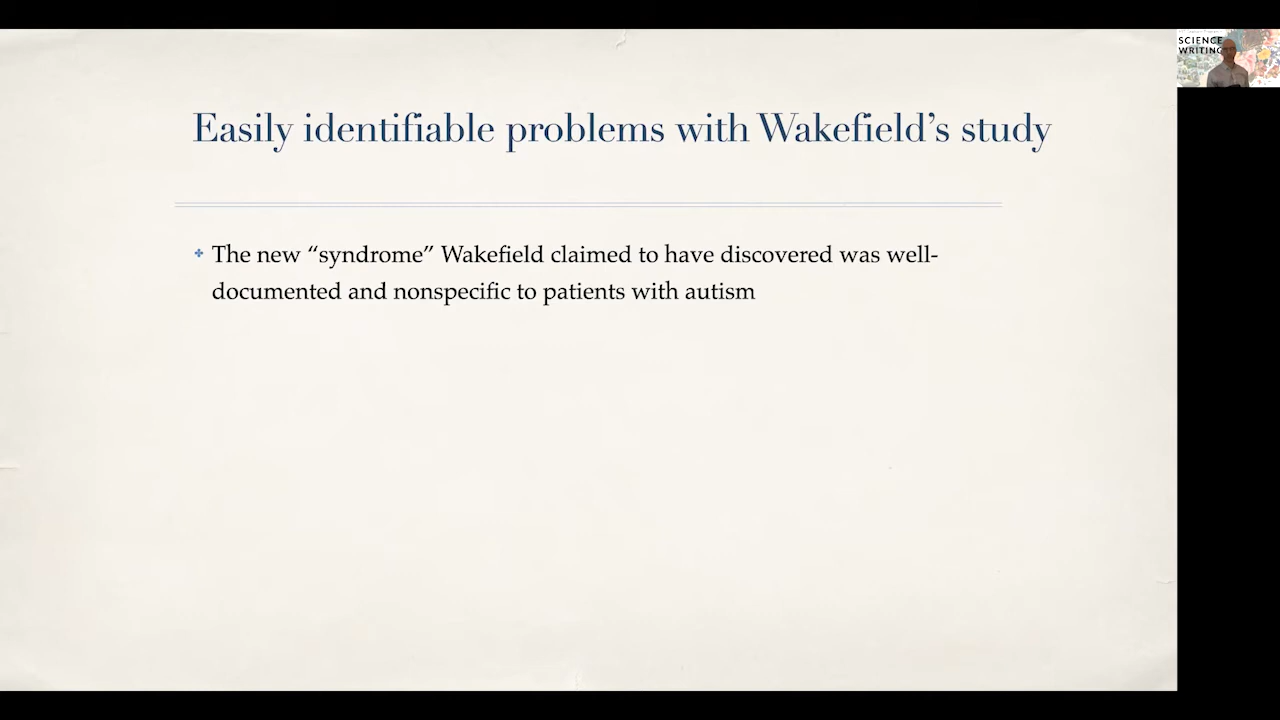 SCIENCE
WRITING
Easily identifiable problems with Wakefield’s study
The new “syndrome” Wakefield claimed to have discovered was well-
documented and nonspecific to patients with autism